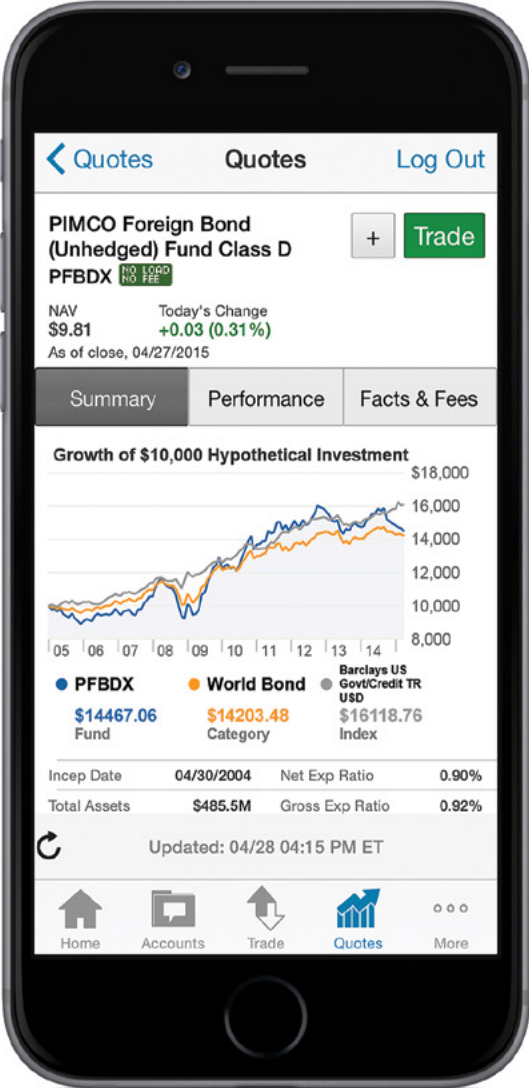 Quotes Quotes Log Out
PIMCO Foreign Bond
(Unhedged) Fund Class D
PFBDX NO LOAD NO FEE
+ Trade
NAV Today's Change
$9.81 +0.03 (0.31%)
As of close, 04/27/2015
Summary Performance Facts & Fees
Growth of $10,000 Hypothetical Investment
$18,000
16,000
14,000
12,000
10,000
8,000
05 06 07 08 09 10 11 12 13 14
PFBDX
$14467.06
Fund
World Bond
$14203.48
Category
Barclays US
Govt/Credit TR
USD
$16118.76
Index
Incep Date 04/30/2004 Net Exp Ratio 0.90%
Total Assets $485.5M Gross Exp Ratio 0.92%
Updated: 04/28 04:15 PM ET
Home Accounts Trade Quotes More